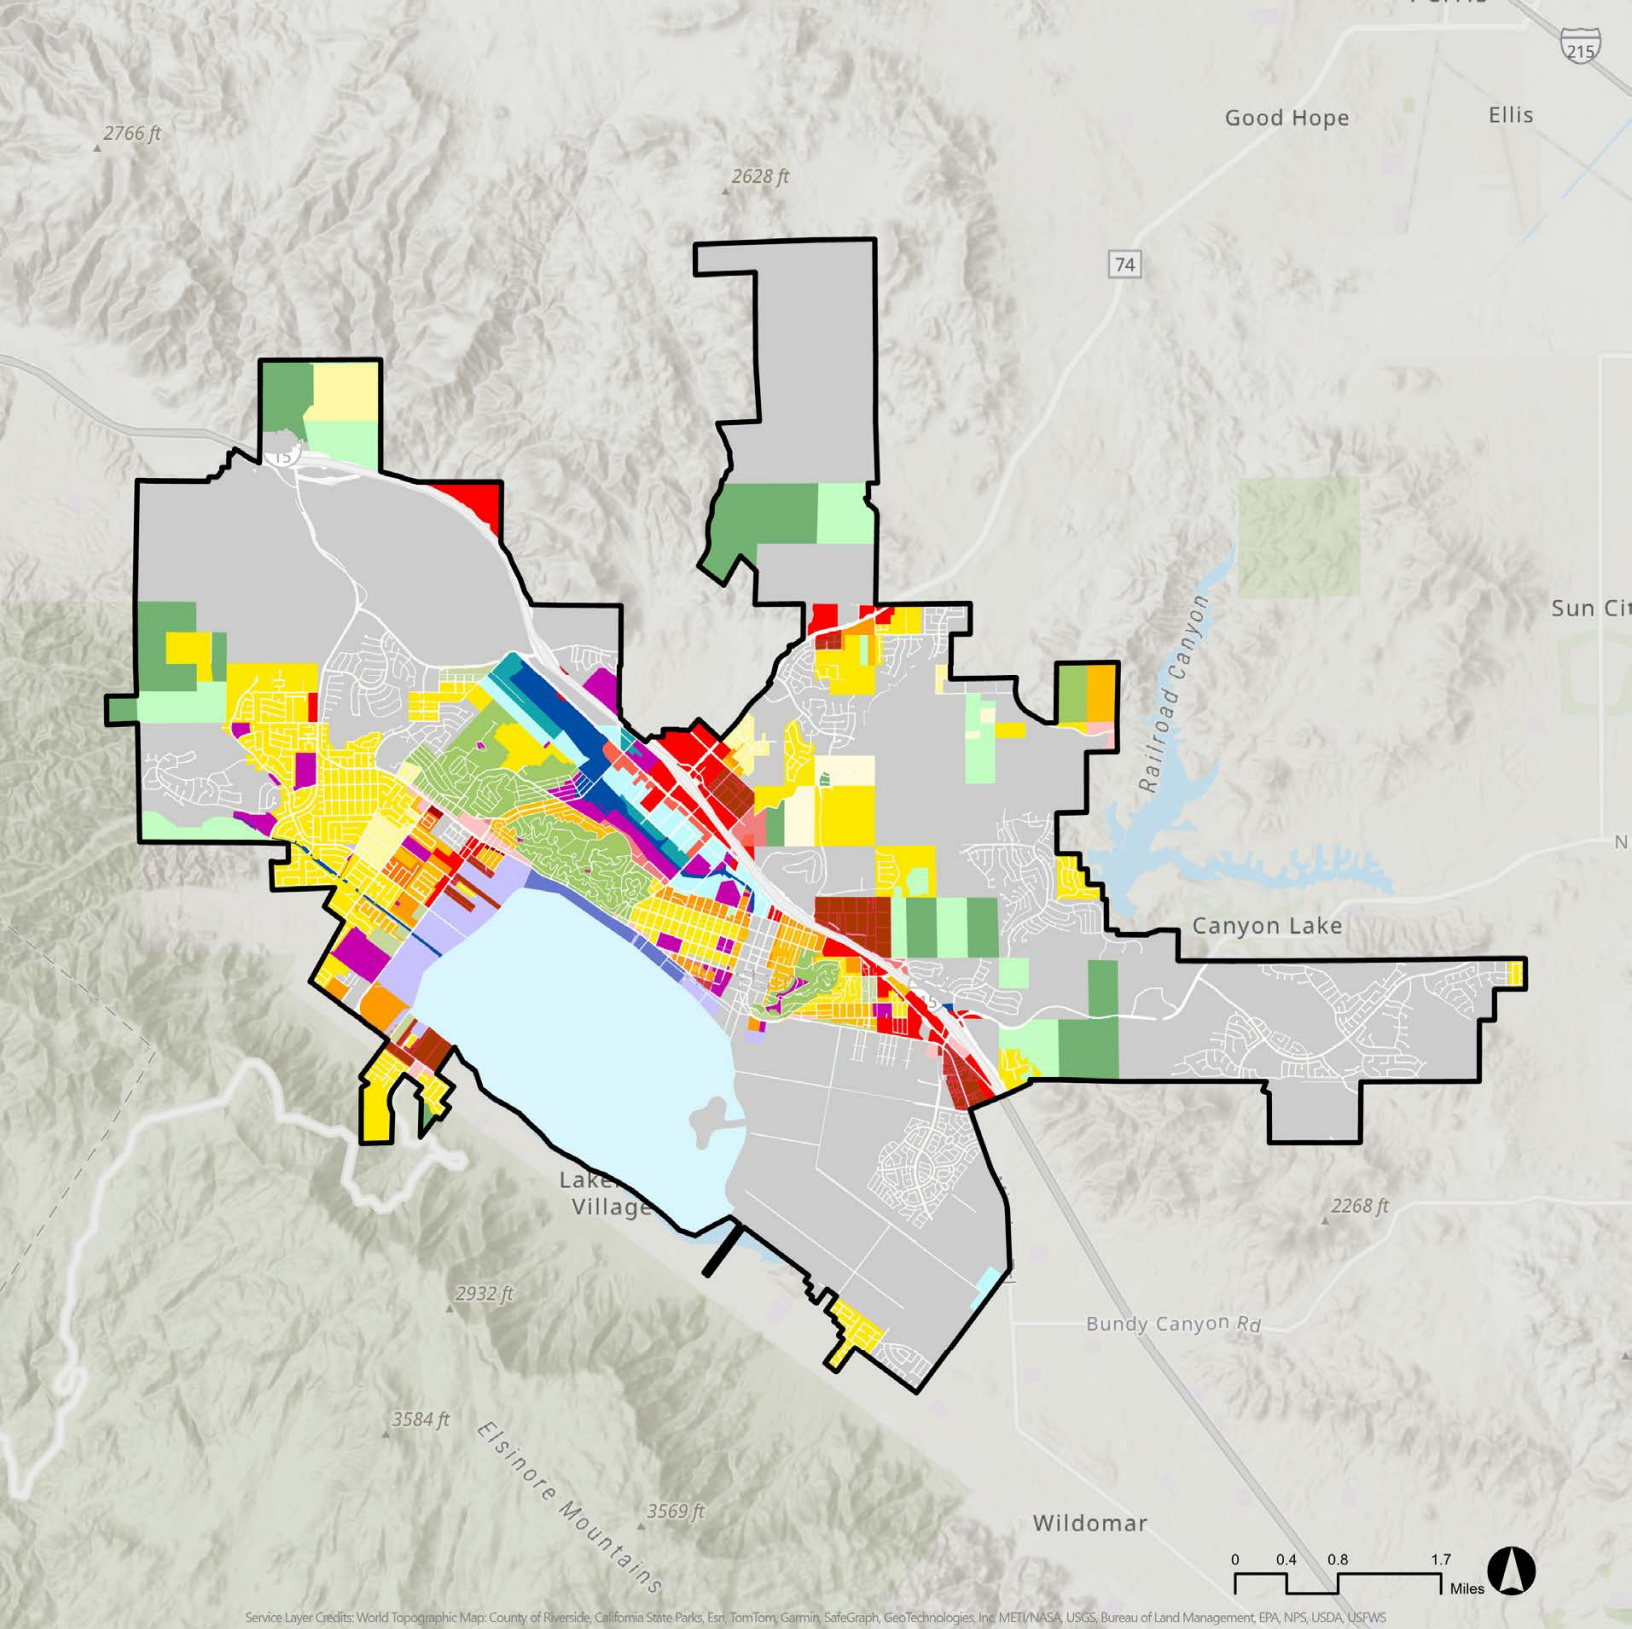 215
Good Hope
Ellis
2766 ft
2628 ft
74
15
Railroad Canyon
Sun Cit
N
Canyon Lake
15
Lake
Village
2268 ft
2932 ft
Bundy Canyon Rd
3584 ft
Elsinore Mountains
3569 ft
Wildomar
0 0.4 0.8 1.7
Miles
Service Layer Credits: World Topographic Map: County of Riverside, California State Parks, Esri, TomTom, Garmin, SafeGraph, GeoTechnologies, Inc, METI/NASA, USGS, Bureau of Land Management, EPA, NPS, USDA, USFWS